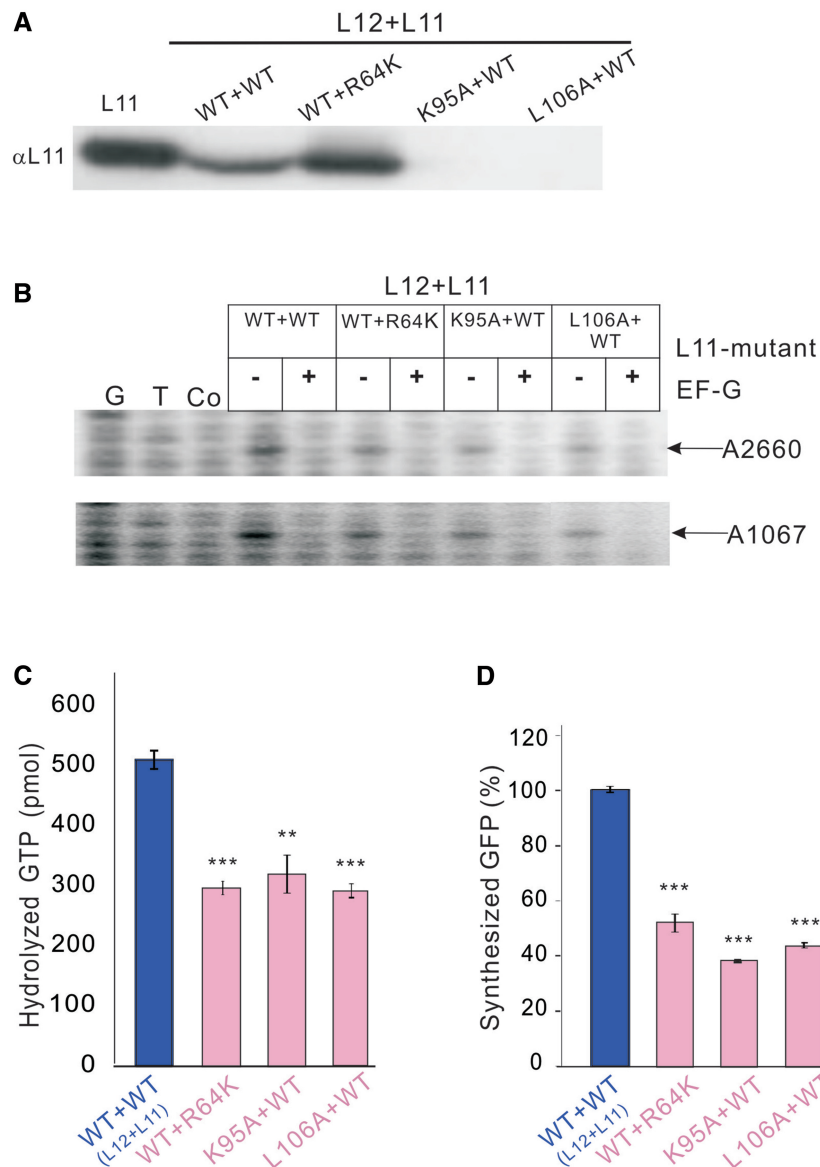 A
L12+L11
L11
WT+WT
WT+R64K
K95A+WT
L106A+WT
αL11
B
L12+L11
WT+WT
WT+R64K
K95A+WT
L106A+
WT
L11-mutant
- + - + - + - +
EF-G
G T Co
A2660
A1067
C
Hydrolyzed GTP (pmol)
600
500
400
300
200
100
0
***
**
***
WT+WT
(L12+L11)
WT+R64K
K95A+WT
L106A+WT
D
Synthesized GFP (%)
120
100
80
60
40
20
0
***
***
***
WT+WT
(L12+L11)
WT+R64K
K95A+WT
L106A+WT